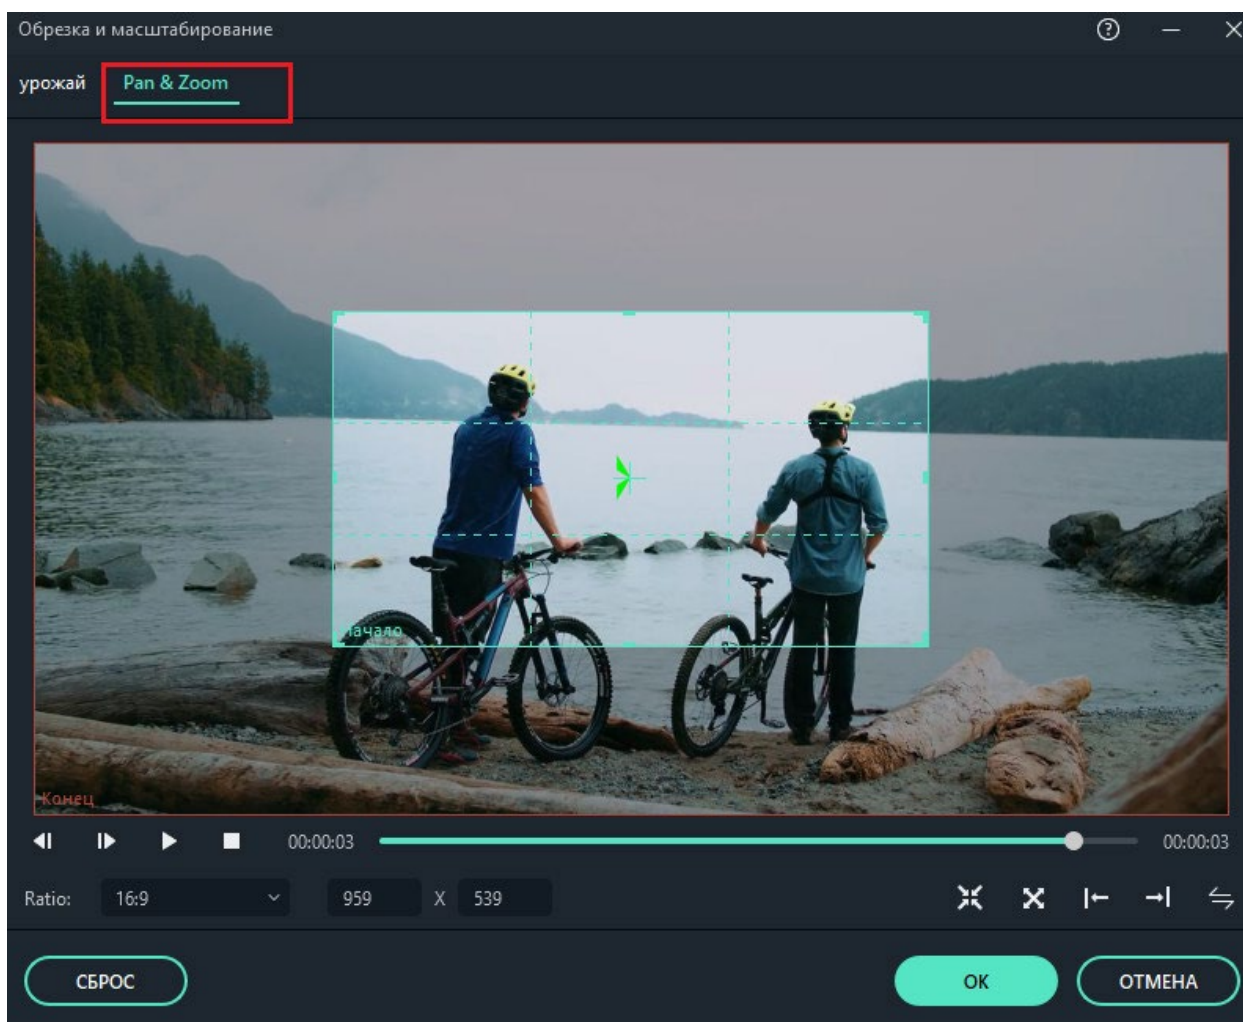 Обрезка и масштабирование
урожай Pan & Zoom
Начало
Конец
00:00:03 00:00:03
Ratio: 16:9 959 X 539
СБРОС OK ОТМЕНА